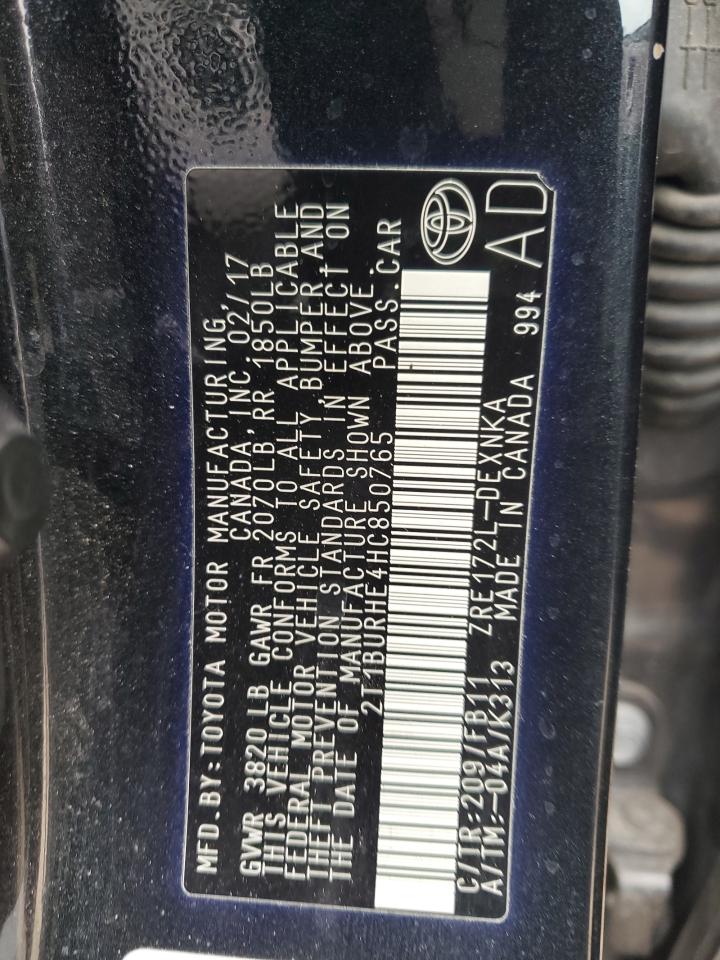 MFD.BY:TOYOTA MOTOR MANUFACTURING
CANADA,INC.02/17
GVWR 3820LB GAWR FR 2070LB,RR 1850LB
THIS VEHICLE CONFORMS TO ALL APPLICABLE
FEDERAL MOTOR VEHICLE SAFETY,BUMPER AND
THEFT PREVENTION STANDARDS IN EFFECT ON
THE DATE OF MANUFACTURE SHOWN ABOVE.
2T1BURHE4HC850765 PASS.CAR
C/TR:209/FB11 ZRE172L-DEXNKA 994 AD
A/TM:-04A/K313 MADE IN CANADA